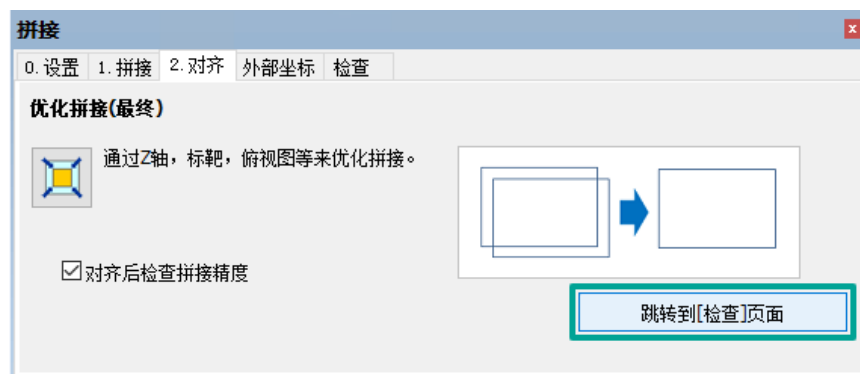 拼接
0.设置 1.拼接 2.对齐 外部坐标 检查
优化拼接(最终)
通过Z轴，标靶，俯视图等来优化拼接。
对齐后检查拼接精度
跳转到[检查]页面